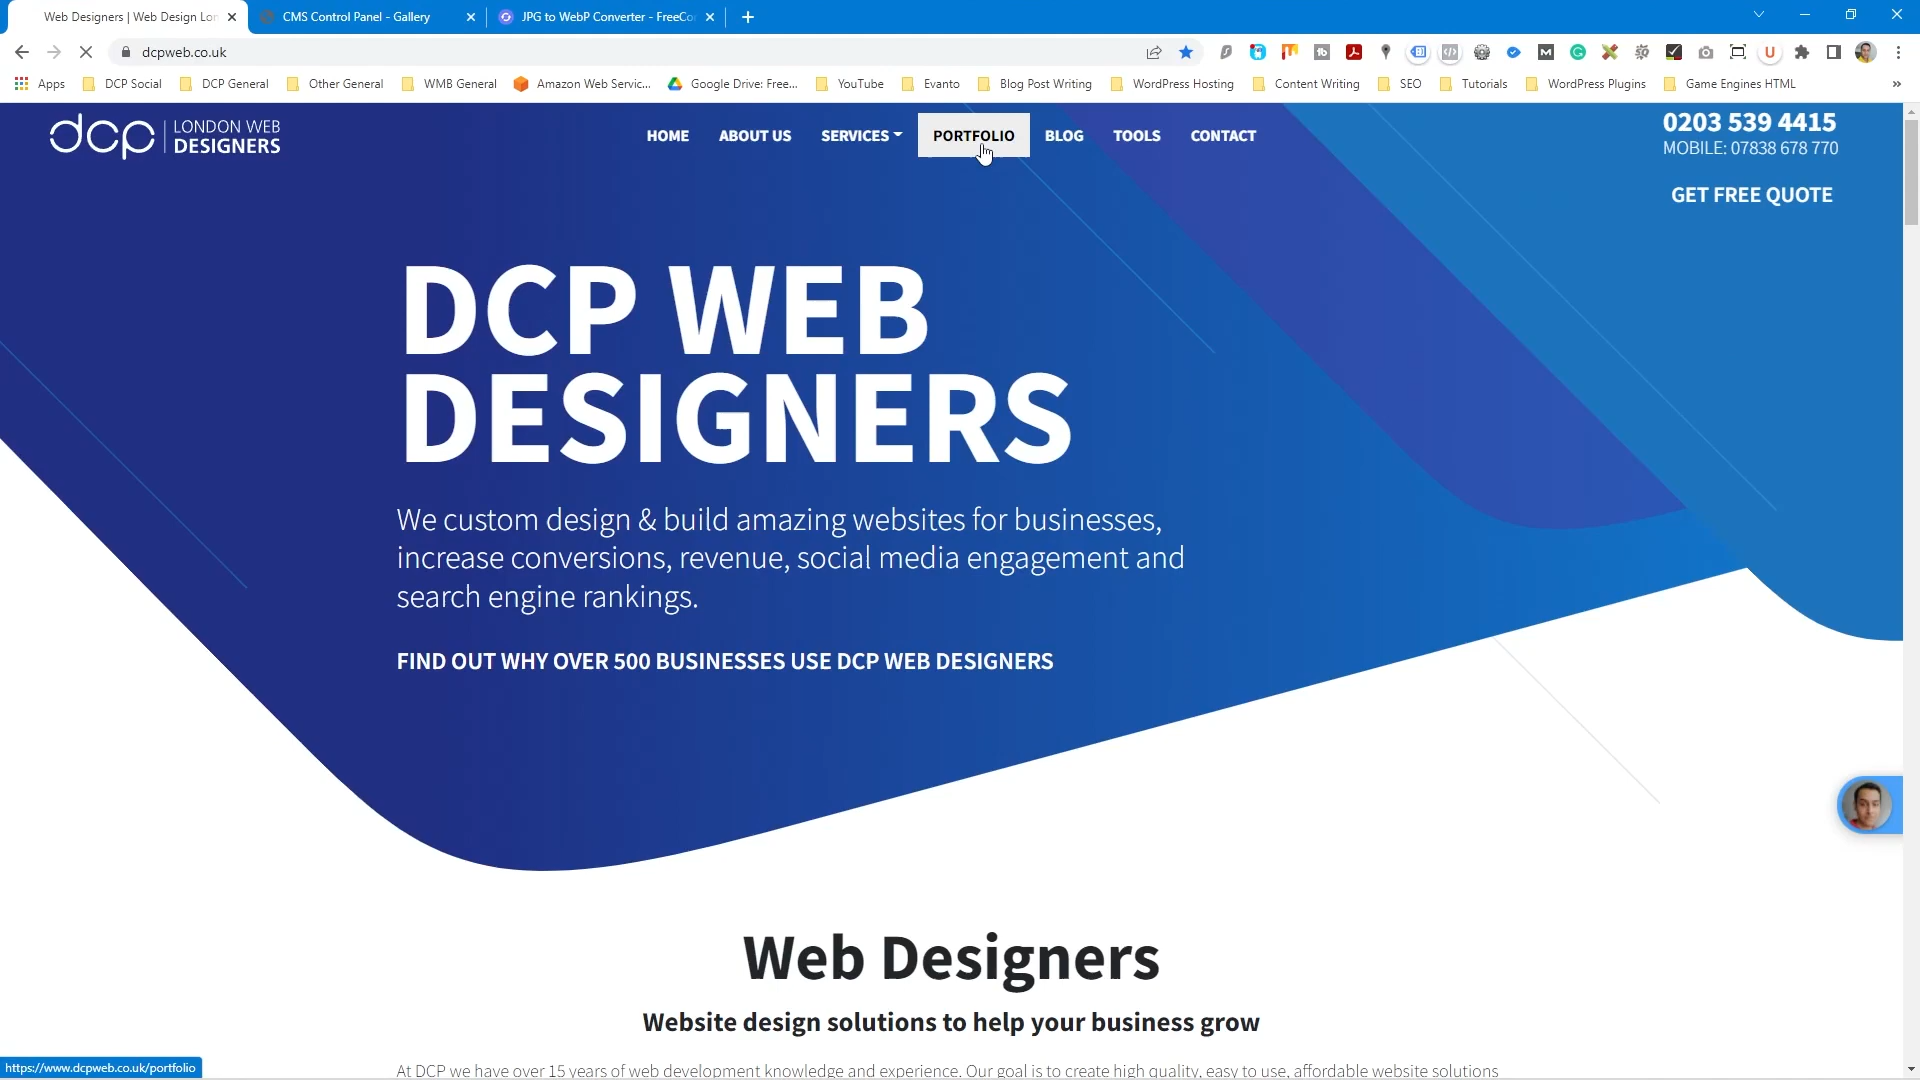 Web Designers | Web Design Lon
CMS Control Panel - Gallery
JPG to WebP Converter - FreeCo
dcpweb.co.uk
Apps
DCP Social
DCP General
Other General
WMB General
Amazon Web Servic...
Google Drive: Free...
YouTube
Evanto
Blog Post Writing
WordPress Hosting
Content Writing
SEO
Tutorials
WordPress Plugins
Game Engines HTML
dcp LONDON WEB
DESIGNERS
HOME
ABOUT US
SERVICES
PORTFOLIO
BLOG
TOOLS
CONTACT
0203 539 4415
MOBILE: 07838 678 770
GET FREE QUOTE
DCP WEB
DESIGNERS
We custom design & build amazing websites for businesses,
increase conversions, revenue, social media engagement and
search engine rankings.
FIND OUT WHY OVER 500 BUSINESSES USE DCP WEB DESIGNERS
Web Designers
Website design solutions to help your business grow
At DCP we have over 15 years of web development knowledge and experience. Our goal is to create high quality, easy to use, affordable website solutions
https://www.dcpweb.co.uk/portfolio